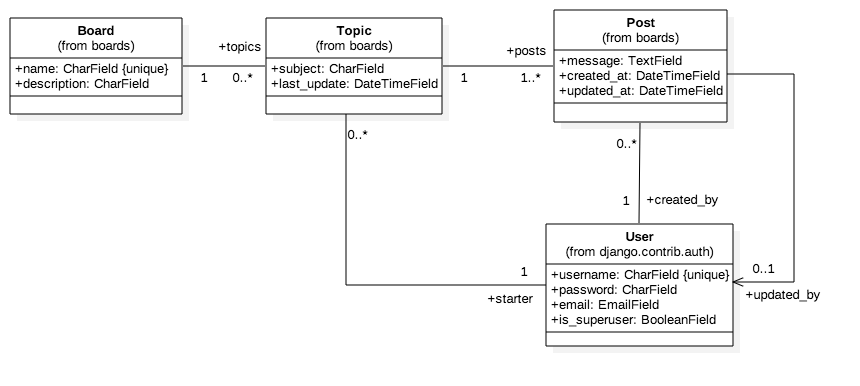 Board
(from boards)
+name: CharField {unique}
+description: CharField
+topics
1
0..*
Topic
(from boards)
+subject: CharField
+last_update: DateTimeField
+posts
1
1..*
Post
(from boards)
+message: TextField
+created_at: DateTimeField
+updated_at: DateTimeField
0..*
0..*
1
+created_by
1
+starter
User
(from django.contrib.auth)
+username: CharField {unique}
+password: CharField
+email: EmailField
+is_superuser: BooleanField
0..1
+updated_by